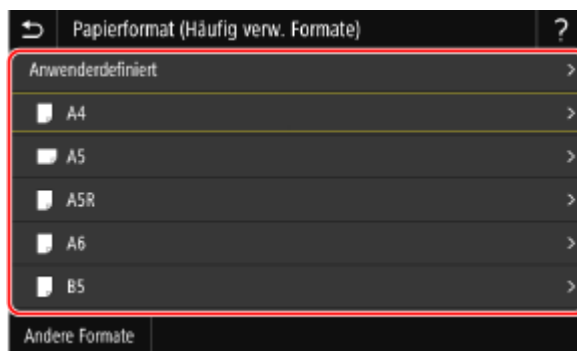 Papierformat (Häufig verw. Formate) ?
Anwenderdefiniert
A4
A5
A5R
A6
B5
Andere Formate